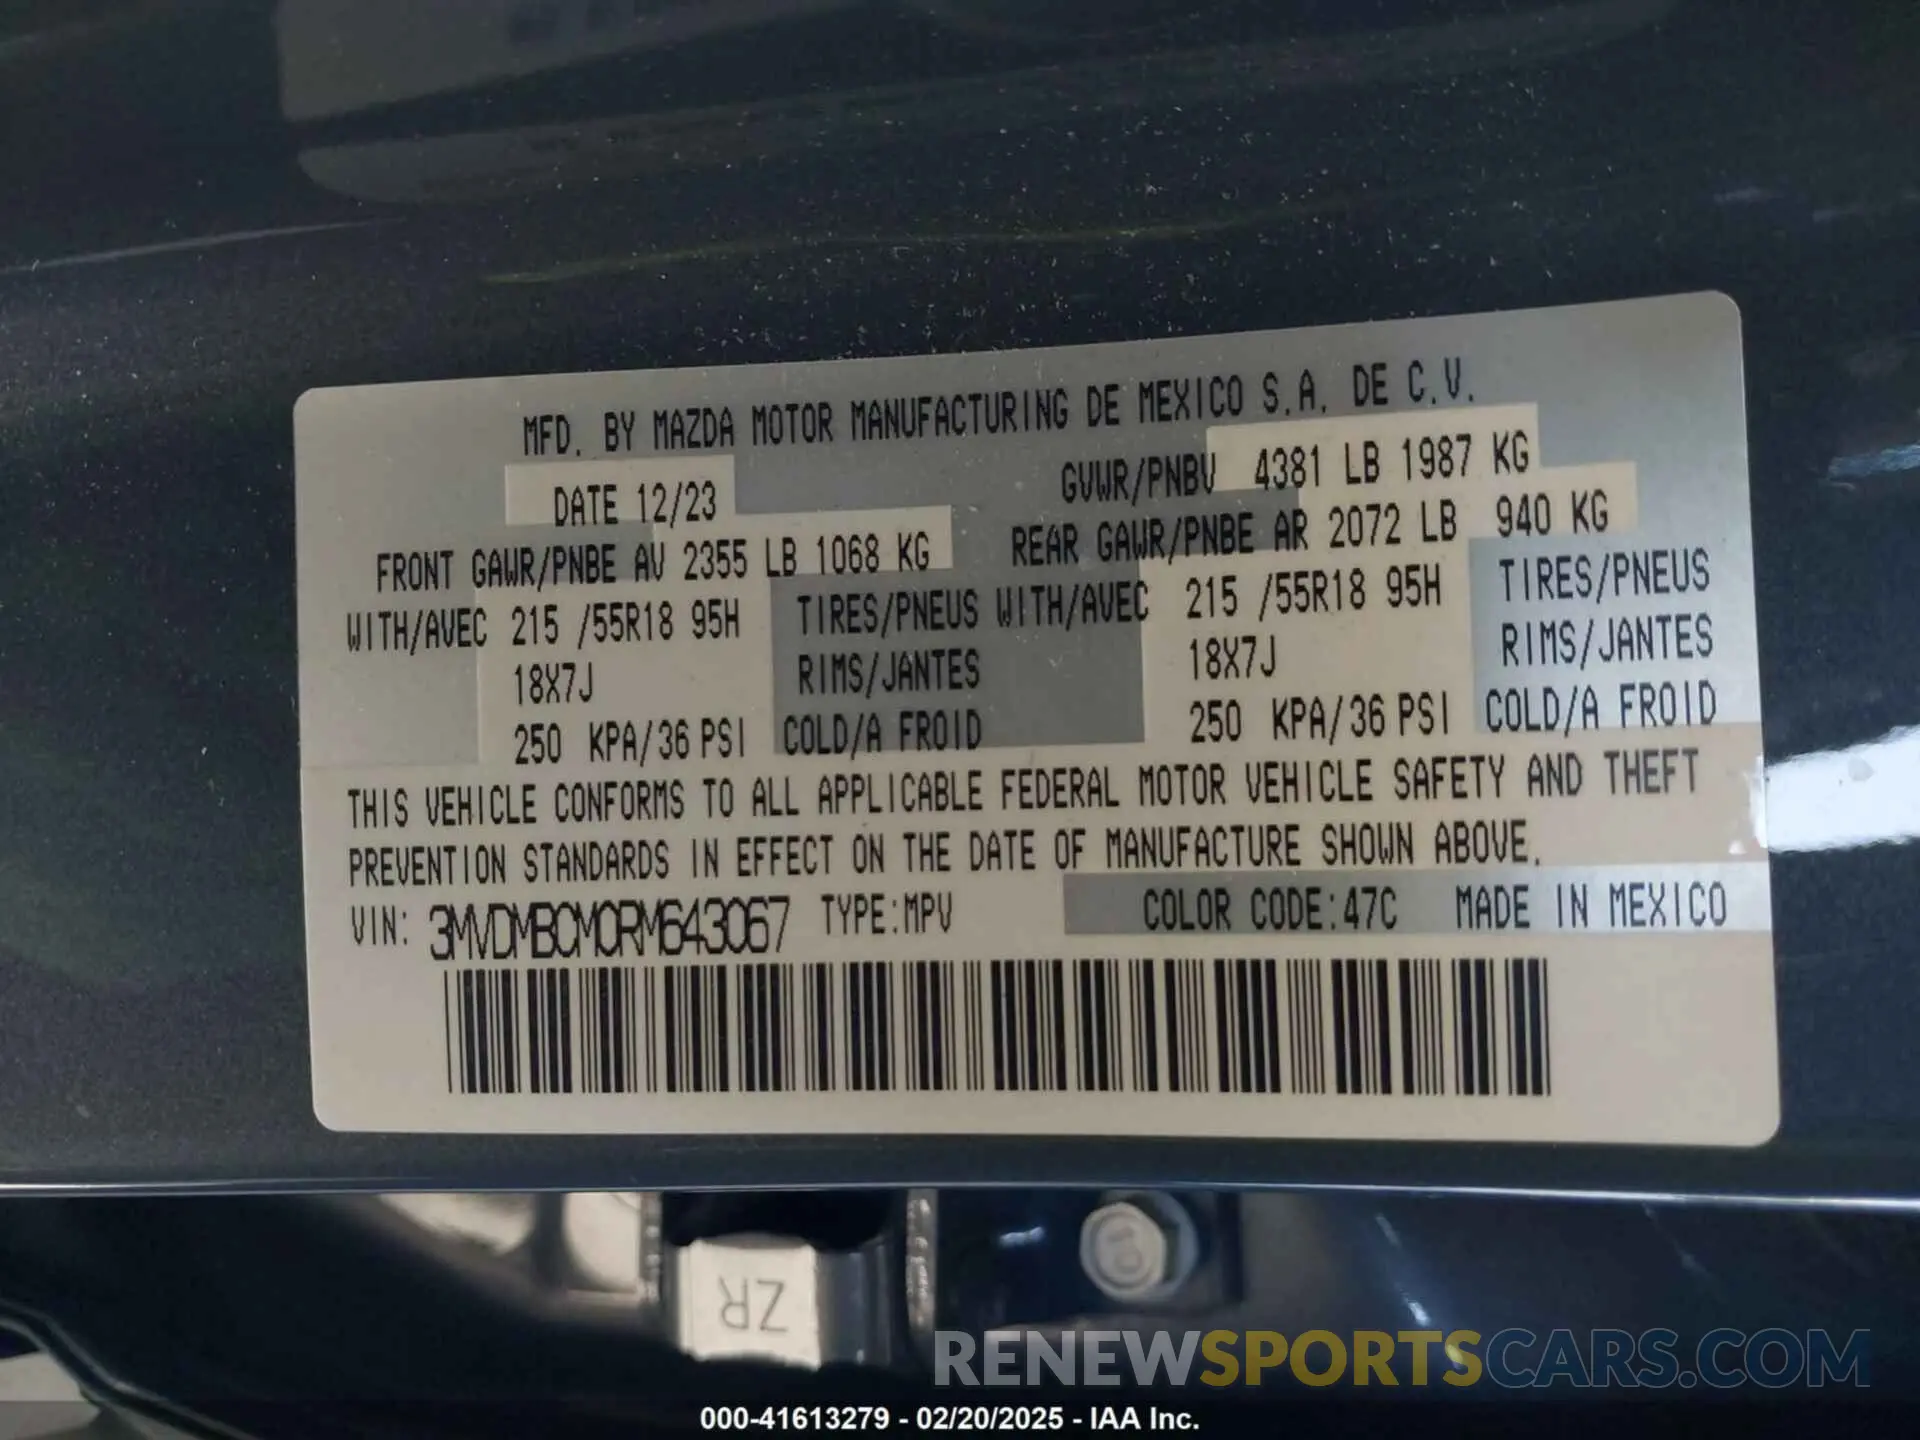 MFD. BY MAZDA MOTOR MANUFACTURING DE MEXICO S.A. DE C.V.
DATE 12/23 GVWR/PNBV 4381 LB 1987 KG
FRONT GAWR/PNBE AV 2355 LB 1068 KG REAR GAWR/PNBE AR 2072 LB 940 KG
WITH/AVEC 215 /55R18 95H TIRES/PNEUS WITH/AVEC 215 /55R18 95H TIRES/PNEUS
18X7J RIMS/JANTES 18X7J RIMS/JANTES
250 KPA/36 PSI COLD/A FROID 250 KPA/36 PSI COLD/A FROID
THIS VEHICLE CONFORMS TO ALL APPLICABLE FEDERAL MOTOR VEHICLE SAFETY AND THEFT
PREVENTION STANDARDS IN EFFECT ON THE DATE OF MANUFACTURE SHOWN ABOVE.
VIN: 3MVDMBCM0RM643067 TYPE:MPV COLOR CODE:47C MADE IN MEXICO
ZR
10
RENEWSPORTSCARS.COM
000-41613279 - 02/20/2025 - IAA Inc.